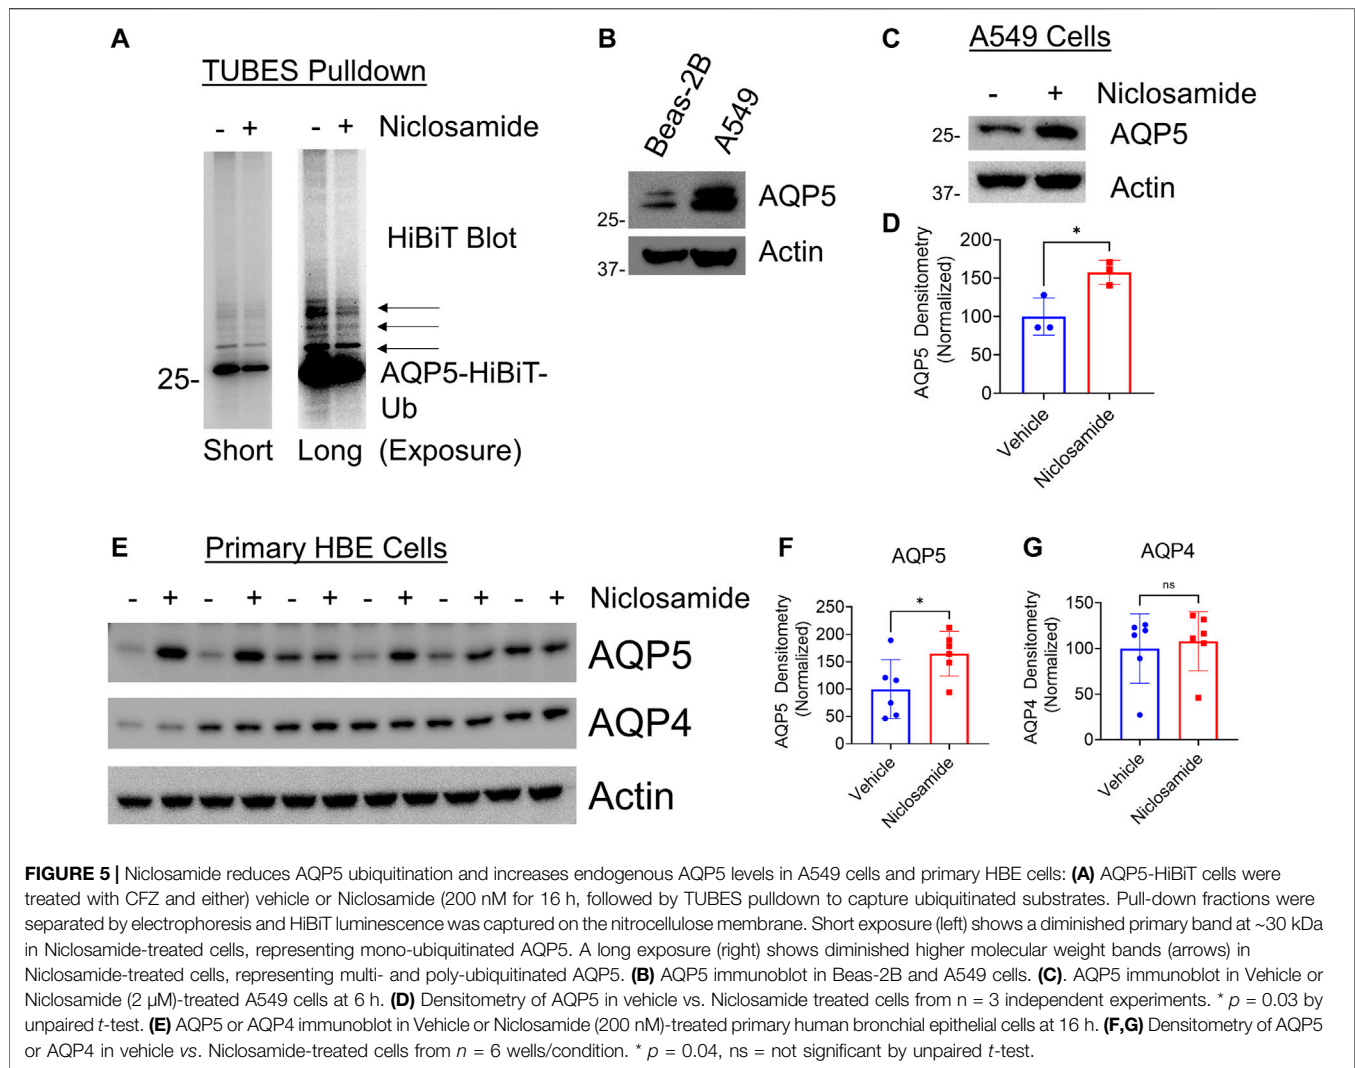 A
TUBES Pulldown
- + - + Niclosamide
HiBiT Blot
25-
AQP5-HiBiT-
Ub
Short Long (Exposure)
B
Beas-2B
A549
AQP5
25-
Actin
37-
C
A549 Cells
- + Niclosamide
25-
AQP5
37-
Actin
D
AQP5 Densitometry
(Normalized)
200
150
100
50
0
*
Vehicle
Niclosamide
E
Primary HBE Cells
- + - + - + - + - + - + Niclosamide
AQP5
AQP4
Actin
F
AQP5
AQP5 Densitometry
(Normalized)
250
200
150
100
50
0
*
Vehicle
Niclosamide
G
AQP4
AQP4 Densitometry
(Normalized)
150
100
50
0
ns
Vehicle
Niclosamide
FIGURE 5 | Niclosamide reduces AQP5 ubiquitination and increases endogenous AQP5 levels in A549 cells and primary HBE cells: (A) AQP5-HiBiT cells were
treated with CFZ and either) vehicle or Niclosamide (200 nM for 16 h, followed by TUBES pulldown to capture ubiquitinated substrates. Pull-down fractions were
separated by electrophoresis and HiBiT luminescence was captured on the nitrocellulose membrane. Short exposure (left) shows a diminished primary band at ~30 kDa
in Niclosamide-treated cells, representing mono-ubiquitinated AQP5. A long exposure (right) shows diminished higher molecular weight bands (arrows) in
Niclosamide-treated cells, representing multi- and poly-ubiquitinated AQP5. (B) AQP5 immunoblot in Beas-2B and A549 cells. (C). AQP5 immunoblot in Vehicle or
Niclosamide (2 µM)-treated A549 cells at 6 h. (D) Densitometry of AQP5 in vehicle vs. Niclosamide treated cells from n = 3 independent experiments. * p = 0.03 by
unpaired t-test. (E) AQP5 or AQP4 immunoblot in Vehicle or Niclosamide (200 nM)-treated primary human bronchial epithelial cells at 16 h. (F,G) Densitometry of AQP5
or AQP4 in vehicle vs. Niclosamide-treated cells from n = 6 wells/condition. * p = 0.04, ns = not significant by unpaired t-test.